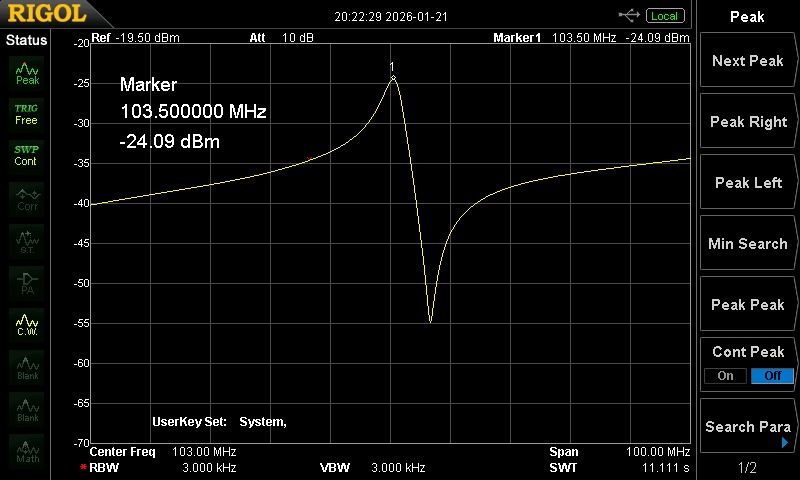 RIGOL
20:22:29 2026-01-21
Local
Status
Ref -19.50 dBm Att 10 dB Marker1 103.50 MHz -24.09 dBm
Peak
TRIG
Free
SWP
Cont
Corr
S.T.
PA
C.W.
Blank
Blank
Math
-20
-25
-30
-35
-40
-45
-50
-55
-60
-65
-70
1
Marker
103.500000 MHz
-24.09 dBm
UserKey Set: System,
Center Freq 103.00 MHz Span 100.00 MHz
*RBW 3.000 kHz VBW 3.000 kHz SWT 11.111 s
Peak
Next Peak
Peak Right
Peak Left
Min Search
Peak Peak
Cont Peak
On Off
Search Para
1/2